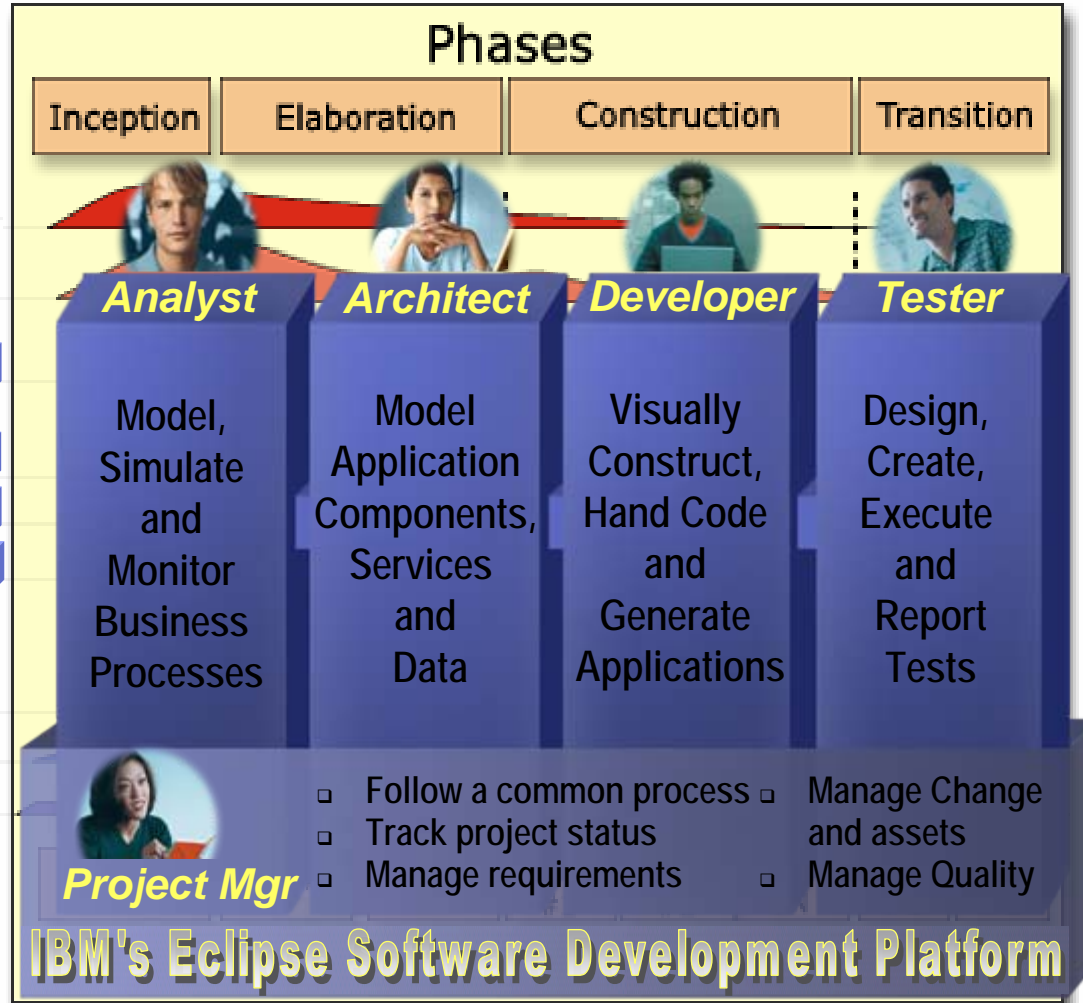 Phases
Inception
Elaboration
Construction
Transition
Analyst
Architect
Developer
Tester
Model,
Simulate
and
Monitor
Business
Processes
Model
Application
Components,
Services
and
Data
Visually
Construct,
Hand Code
and
Generate
Applications
Design,
Create,
Execute
and
Report
Tests
Project Mgr
Follow a common process
Track project status
Manage requirements
Manage Change
and assets
Manage Quality
IBM's Eclipse Software Development Platform